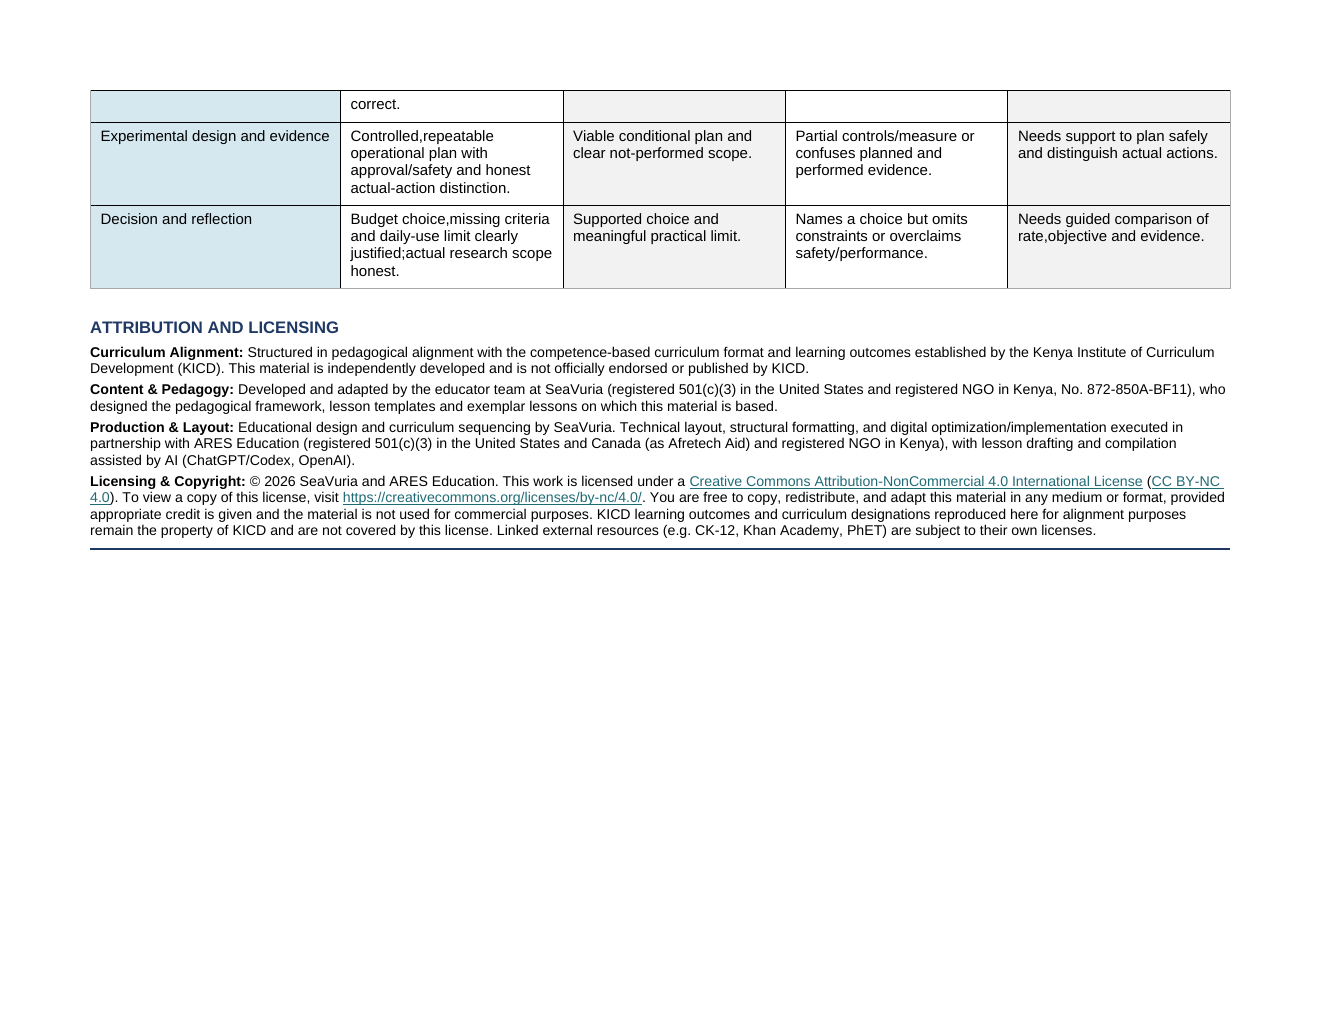 correct.
Experimental design and evidence
Controlled,repeatable
operational plan with
approval/safety and honest
actual-action distinction.
Viable conditional plan and
clear not-performed scope.
Partial controls/measure or
confuses planned and
performed evidence.
Needs support to plan safely
and distinguish actual actions.
Decision and reflection
Budget choice,missing criteria
and daily-use limit clearly
justified;actual research scope
honest.
Supported choice and
meaningful practical limit.
Names a choice but omits
constraints or overclaims
safety/performance.
Needs guided comparison of
rate,objective and evidence.
ATTRIBUTION AND LICENSING
Curriculum Alignment: Structured in pedagogical alignment with the competence-based curriculum format and learning outcomes established by the Kenya Institute of Curriculum
Development (KICD). This material is independently developed and is not officially endorsed or published by KICD.
Content & Pedagogy: Developed and adapted by the educator team at SeaVuria (registered 501(c)(3) in the United States and registered NGO in Kenya, No. 872-850A-BF11), who
designed the pedagogical framework, lesson templates and exemplar lessons on which this material is based.
Production & Layout: Educational design and curriculum sequencing by SeaVuria. Technical layout, structural formatting, and digital optimization/implementation executed in
partnership with ARES Education (registered 501(c)(3) in the United States and Canada (as Afretech Aid) and registered NGO in Kenya), with lesson drafting and compilation
assisted by AI (ChatGPT/Codex, OpenAI).
Licensing & Copyright: © 2026 SeaVuria and ARES Education. This work is licensed under a Creative Commons Attribution-NonCommercial 4.0 International License (CC BY-NC
4.0). To view a copy of this license, visit https://creativecommons.org/licenses/by-nc/4.0/. You are free to copy, redistribute, and adapt this material in any medium or format, provided
appropriate credit is given and the material is not used for commercial purposes. KICD learning outcomes and curriculum designations reproduced here for alignment purposes
remain the property of KICD and are not covered by this license. Linked external resources (e.g. CK-12, Khan Academy, PhET) are subject to their own licenses.